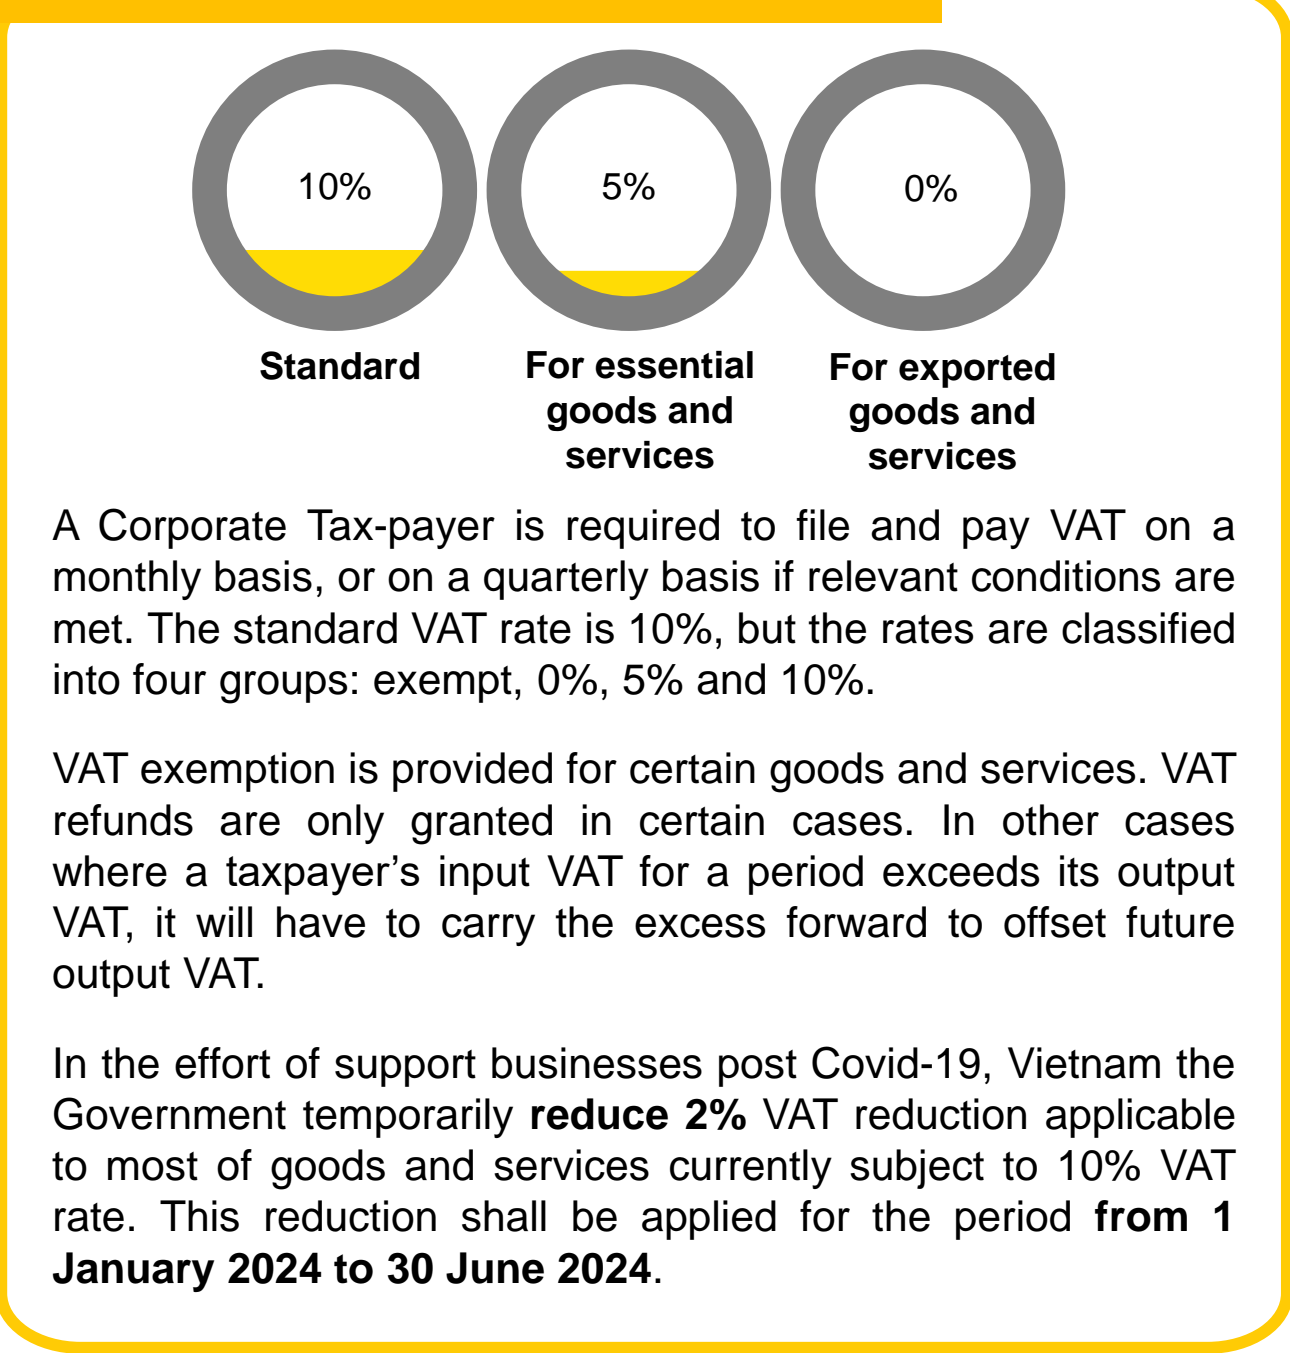 10%
5%
0%
Standard
For essential
goods and
services
For exported
goods and
services
A Corporate Tax-payer is required to file and pay VAT on a
monthly basis, or on a quarterly basis if relevant conditions are
met. The standard VAT rate is 10%, but the rates are classified
into four groups: exempt, 0%, 5% and 10%.
VAT exemption is provided for certain goods and services. VAT
refunds are only granted in certain cases. In other cases
where a taxpayer’s input VAT for a period exceeds its output
VAT, it will have to carry the excess forward to offset future
output VAT.
In the effort of support businesses post Covid-19, Vietnam the
Government temporarily reduce 2% VAT reduction applicable
to most of goods and services currently subject to 10% VAT
rate. This reduction shall be applied for the period from 1
January 2024 to 30 June 2024.